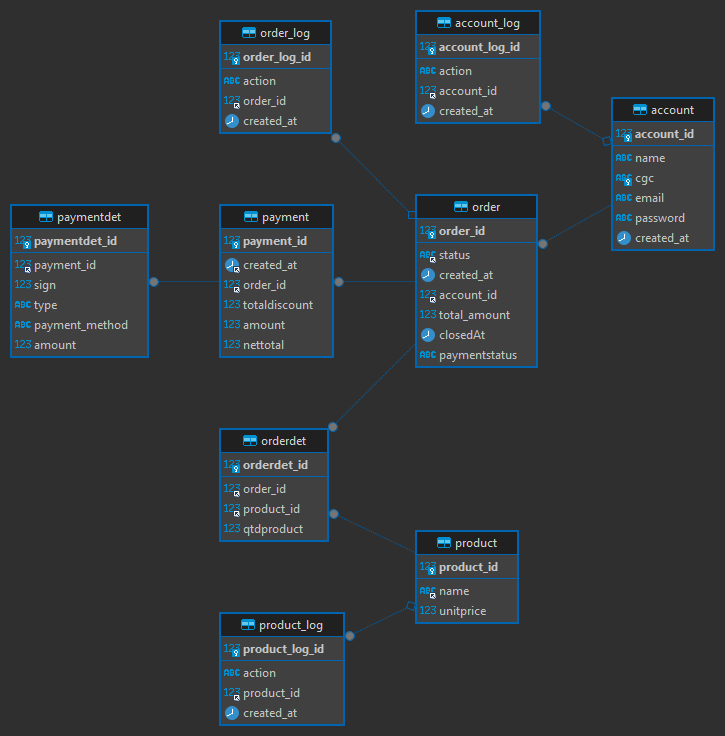 order_log
123 order_log_id
ABC action
123 order_id
created_at
account_log
123 account_log_id
ABC action
123 account_id
created_at
account
123 account_id
ABC name
ABC cgc
ABC email
ABC password
created_at
paymentdet
123 paymentdet_id
123 payment_id
123 sign
ABC type
ABC payment_method
123 amount
payment
123 payment_id
created_at
123 order_id
123 totaldiscount
123 amount
123 nettotal
order
123 order_id
ABC status
created_at
123 account_id
123 total_amount
closedAt
ABC paymentstatus
orderdet
123 orderdet_id
123 order_id
123 product_id
123 qtdproduct
product
123 product_id
ABC name
123 unitprice
product_log
123 product_log_id
ABC action
123 product_id
created_at